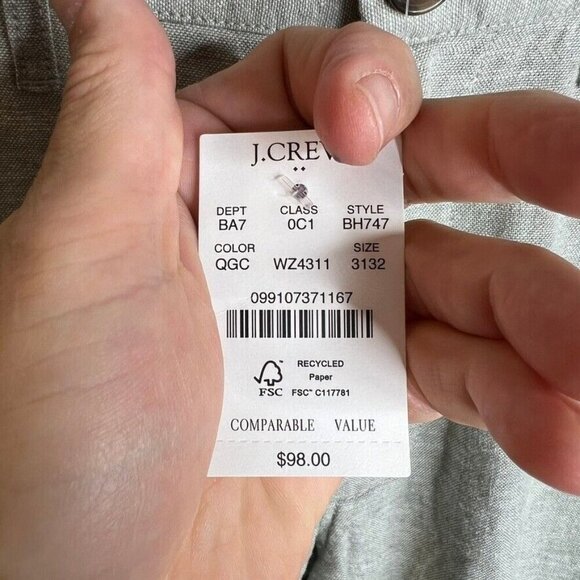 J.CREW
DEPT CLASS STYLE
BA7 0C1 BH747
COLOR SIZE
QGC WZ4311 3132
099107371167
RECYCLED
Paper
FSC FSC™ C117781
COMPARABLE VALUE
$98.00